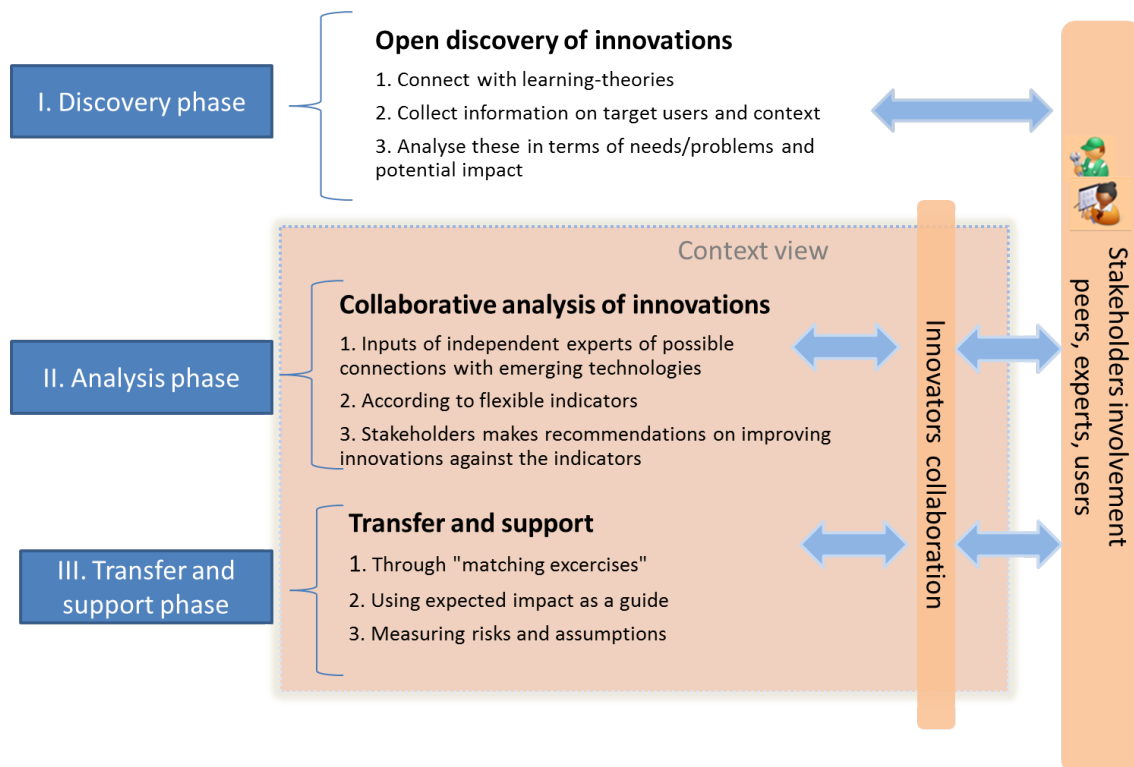 I. Discovery phase
Open discovery of innovations
1. Connect with learning-theories
2. Collect information on target users and context
3. Analyse these in terms of needs/problems and
potential impact
Context view
II. Analysis phase
Collaborative analysis of innovations
1. Inputs of independent experts of possible
connections with emerging technologies
2. According to flexible indicators
3. Stakeholders makes recommendations on improving
innovations against the indicators
III. Transfer and
support phase
Transfer and support
1. Through "matching excercises"
2. Using expected impact as a guide
3. Measuring risks and assumptions
Innovators collaboration
Stakeholders involvement
peers, experts, users